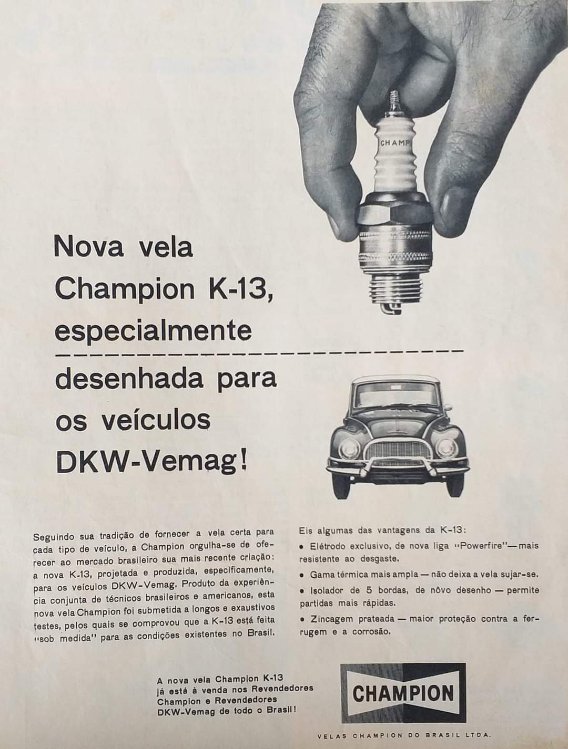 CHAMPI
Nova vela
Champion K-13,
especialmente
desenhada para
os veículos
DKW-Vemag!
Seguindo sua tradição de fornecer a vela certa para
cada tipo de veículo, a Champion orgulha-se de ofe-
recer ao mercado brasileiro sua mais recente criação:
a nova K-13, projetada e produzida, especificamente,
para os veículos DKW-Vemag. Produto da experiên-
cia conjunta de técnicos brasileiros e americanos, esta
nova vela Champion foi submetida a longos e exaustivos
testes, pelos quais se comprovou que a K-13 está feita
"sob medida" para as condições existentes no Brasil.
Eis algumas das vantagens da K-13:
• Elétrodo exclusivo, de nova liga "Powerfire"—mais
resistente ao desgaste.
• Gama térmica mais ampla — não deixa a vela sujar-se.
• Isolador de 5 bordas, de nôvo desenho — permite
partidas mais rápidas.
• Zincagem prateada — maior proteção contra a fer-
rugem e a corrosão.
A nova vela Champion K-13
já está à venda nos Revendedores
Champion e Revendedores
DKW-Vemag de todo o Brasil!
CHAMPION
VELAS CHAMPION DO BRASIL LTDA.